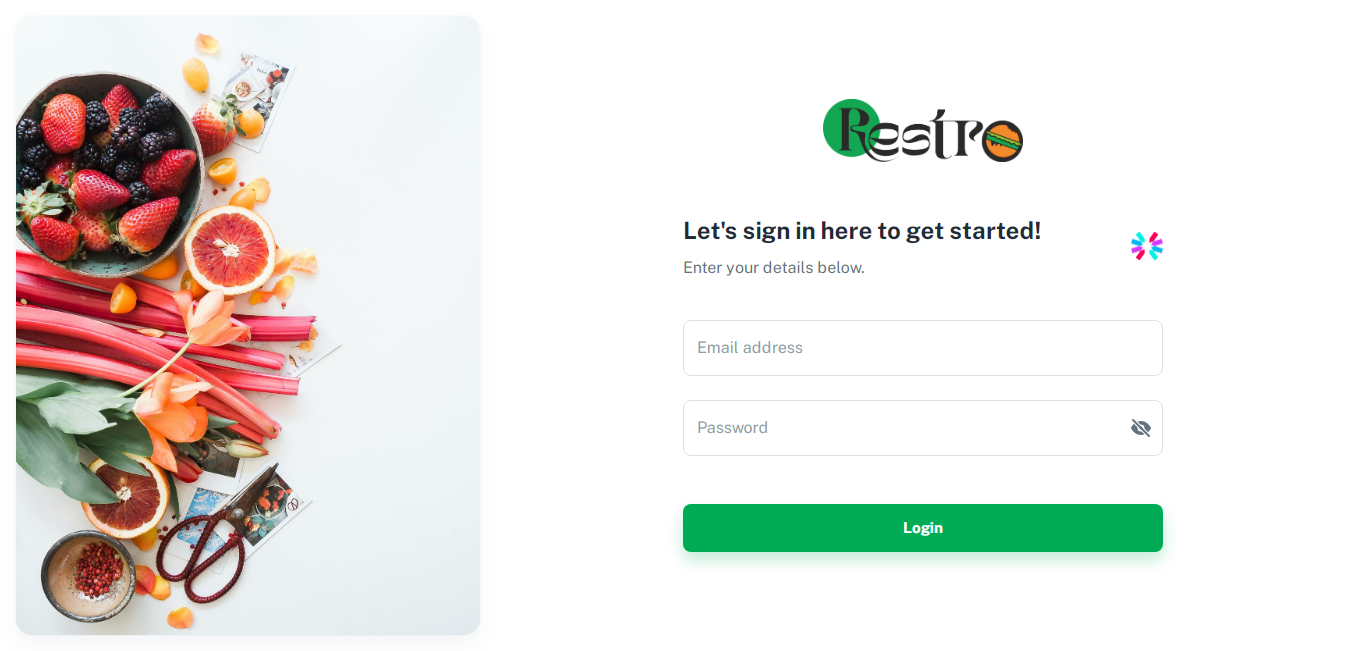 Restro
Let's sign in here to get started!
Enter your details below.
Email address
Password
Login